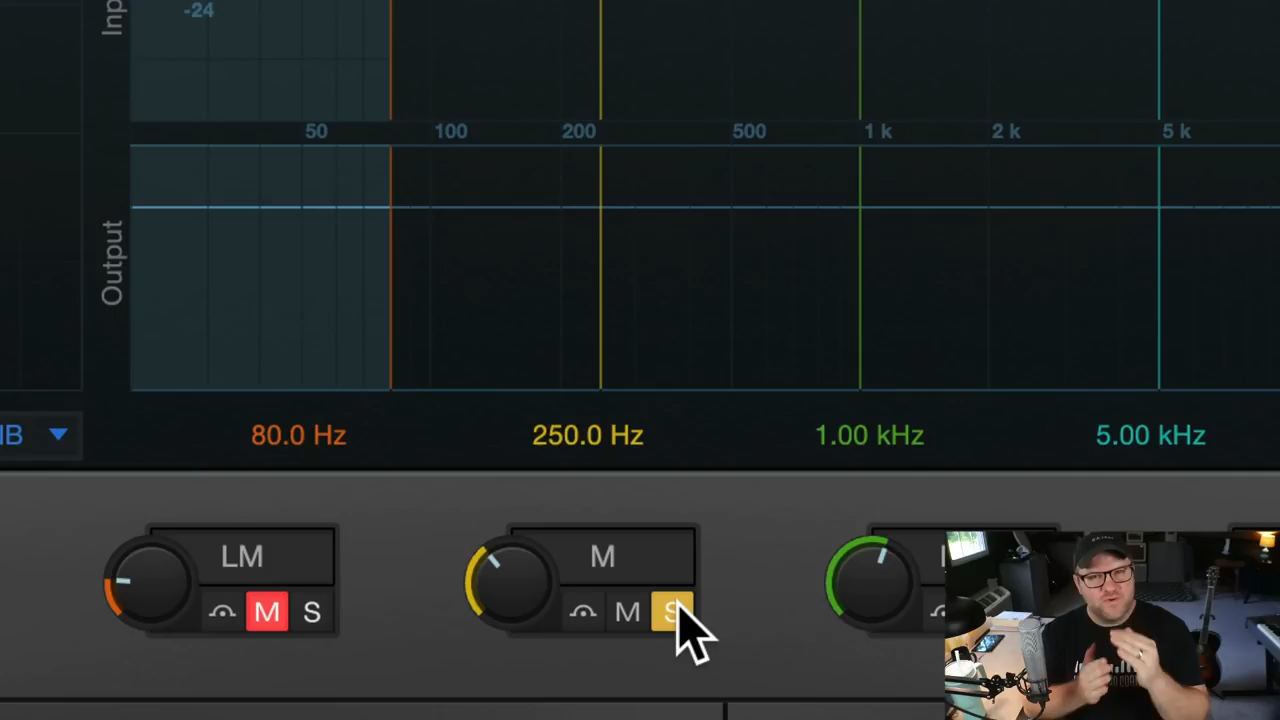 -24
Inp
50 100 200 500 1 k 2 k 5 k
Output
IB
80.0 Hz 250.0 Hz 1.00 kHz 5.00 kHz
LM M
M S M S